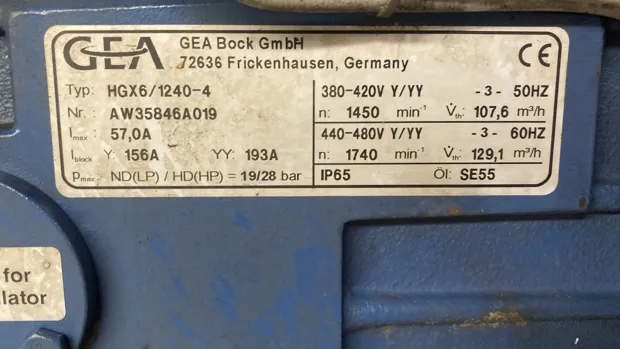 GEA GEA Bock GmbH
72636 Frickenhausen, Germany CE
Typ: HGX6/1240-4
Nr.: AW35846A019
Imax: 57,0A
Iblock Y: 156A YY: 193A
pmax: ND(LP) / HD(HP) = 19/28 bar
380-420V Y/YY -3- 50HZ
n: 1450 min⁻¹ V̇th: 107,6 m³/h
440-480V Y/YY -3- 60HZ
n: 1740 min⁻¹ V̇th: 129,1 m³/h
IP65 Öl: SE55
for
lator